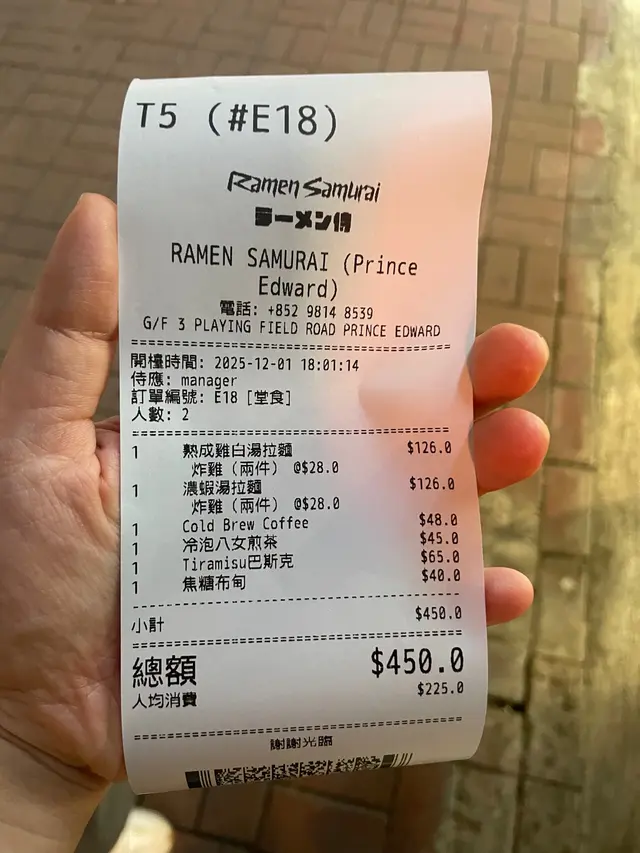 T5 (#E18)
Ramen Samurai
ラーメン侍
RAMEN SAMURAI (Prince
Edward)
電話: +852 9814 8539
G/F 3 PLAYING FIELD ROAD PRINCE EDWARD
開檯時間: 2025-12-01 18:01:14
侍應: manager
訂單編號: E18 [堂食]
人數: 2
1 熟成雞白湯拉麵 $126.0
炸雞（兩件） @$28.0
1 濃蝦湯拉麵 $126.0
炸雞（兩件） @$28.0
1 Cold Brew Coffee $48.0
1 冷泡八女煎茶 $45.0
1 Tiramisu巴斯克 $65.0
1 焦糖布甸 $40.0
小計 $450.0
總額 $450.0
人均消費 $225.0
謝謝光臨